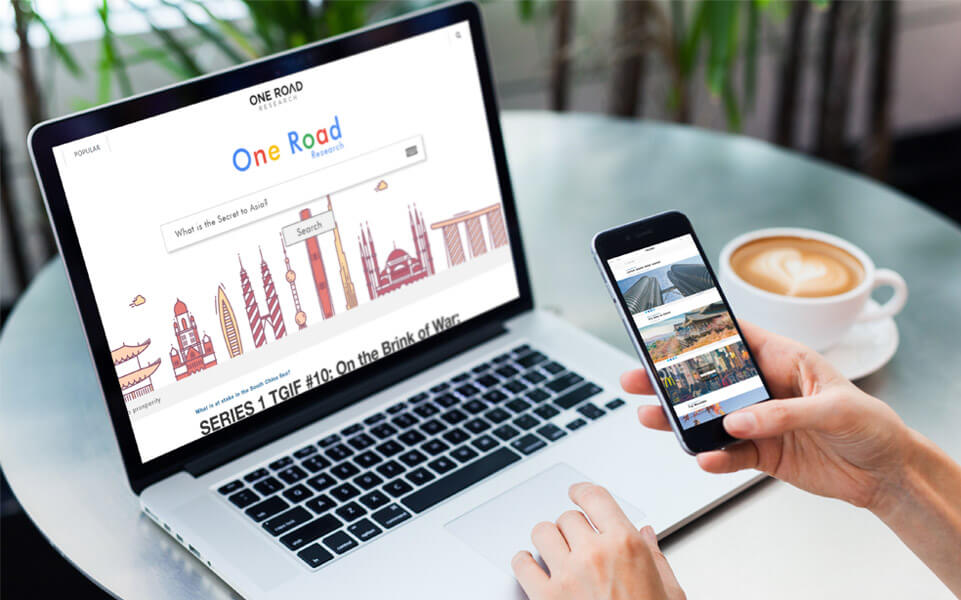 ONE ROAD
RESEARCH
POPULAR
One Road
Research
What is the Secret to Asia?
Search
prosperity
What is at stake in the South China Sea?
SERIES 1 TGIF #10: On the Brink of War: